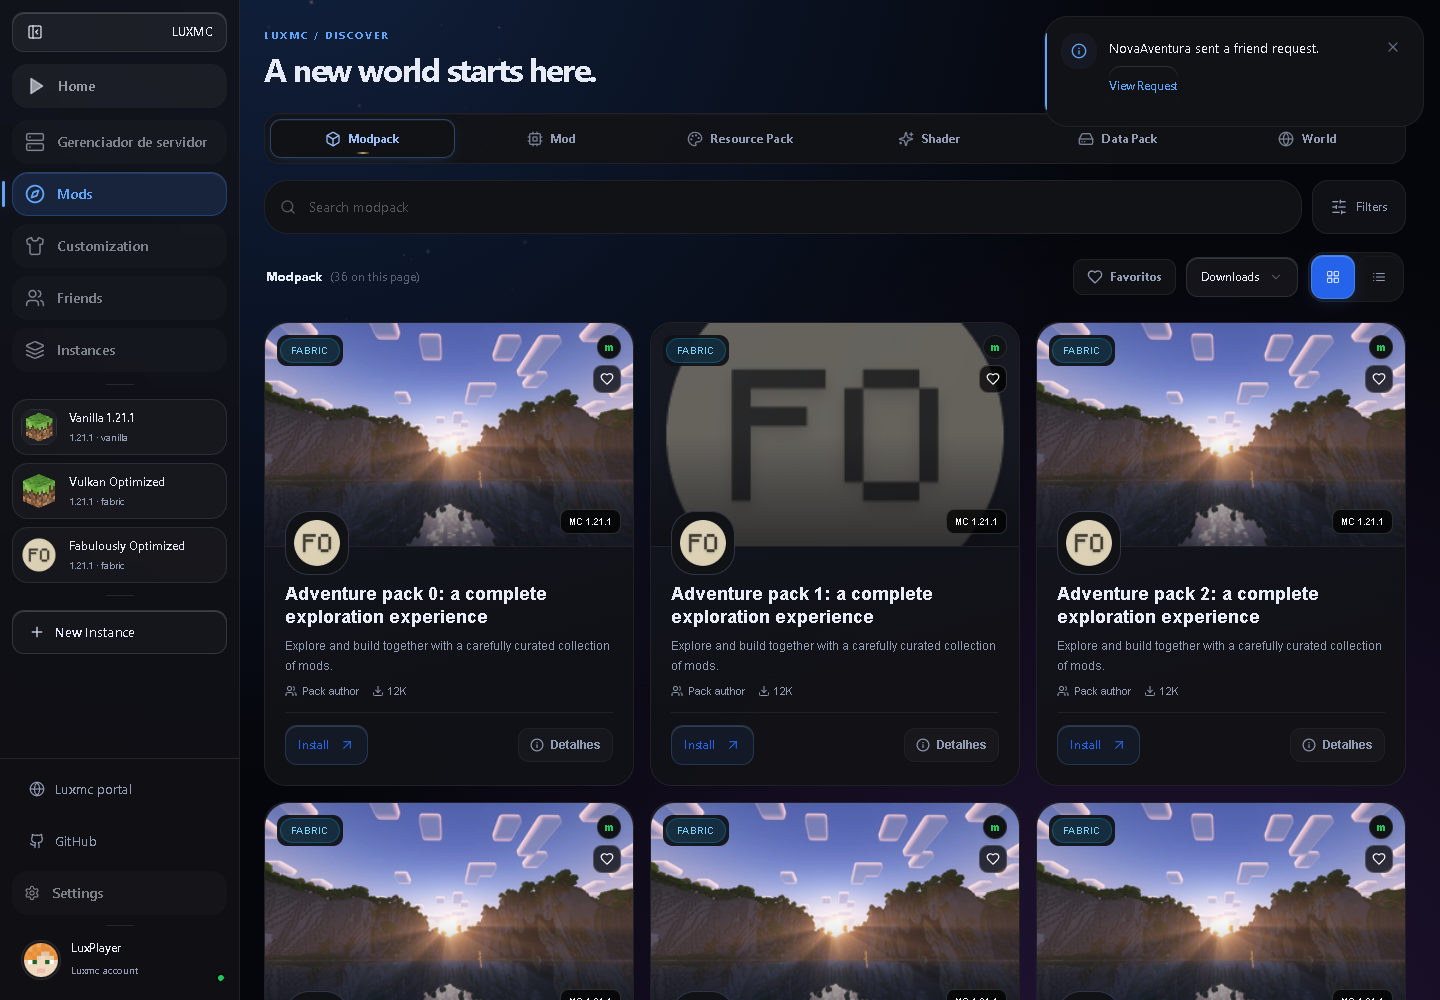 LUXMC
Home
Gerenciador de servidor
Mods
Customization
Friends
Instances
Vanilla 1.21.1
1.21.1 · vanilla
Vulkan Optimized
1.21.1 · fabric
FO
Fabulously Optimized
1.21.1 · fabric
New Instance
Luxmc portal
GitHub
Settings
LuxPlayer
Luxmc account
LUXMC / DISCOVER
A new world starts here.
NovaAventura sent a friend request.
View Request
Modpack
Mod
Resource Pack
Shader
Data Pack
World
Search modpack
Filters
Modpack (36 on this page)
Favoritos
Downloads
FABRIC
m
MC 1.21.1
FO
Adventure pack 0: a complete
exploration experience
Explore and build together with a carefully curated collection
of mods.
Pack author 12K
Install
Detalhes
FABRIC
m
FO
MC 1.21.1
FO
Adventure pack 1: a complete
exploration experience
Explore and build together with a carefully curated collection
of mods.
Pack author 12K
Install
Detalhes
FABRIC
m
MC 1.21.1
FO
Adventure pack 2: a complete
exploration experience
Explore and build together with a carefully curated collection
of mods.
Pack author 12K
Install
Detalhes
FABRIC
m
FABRIC
m
FABRIC
m